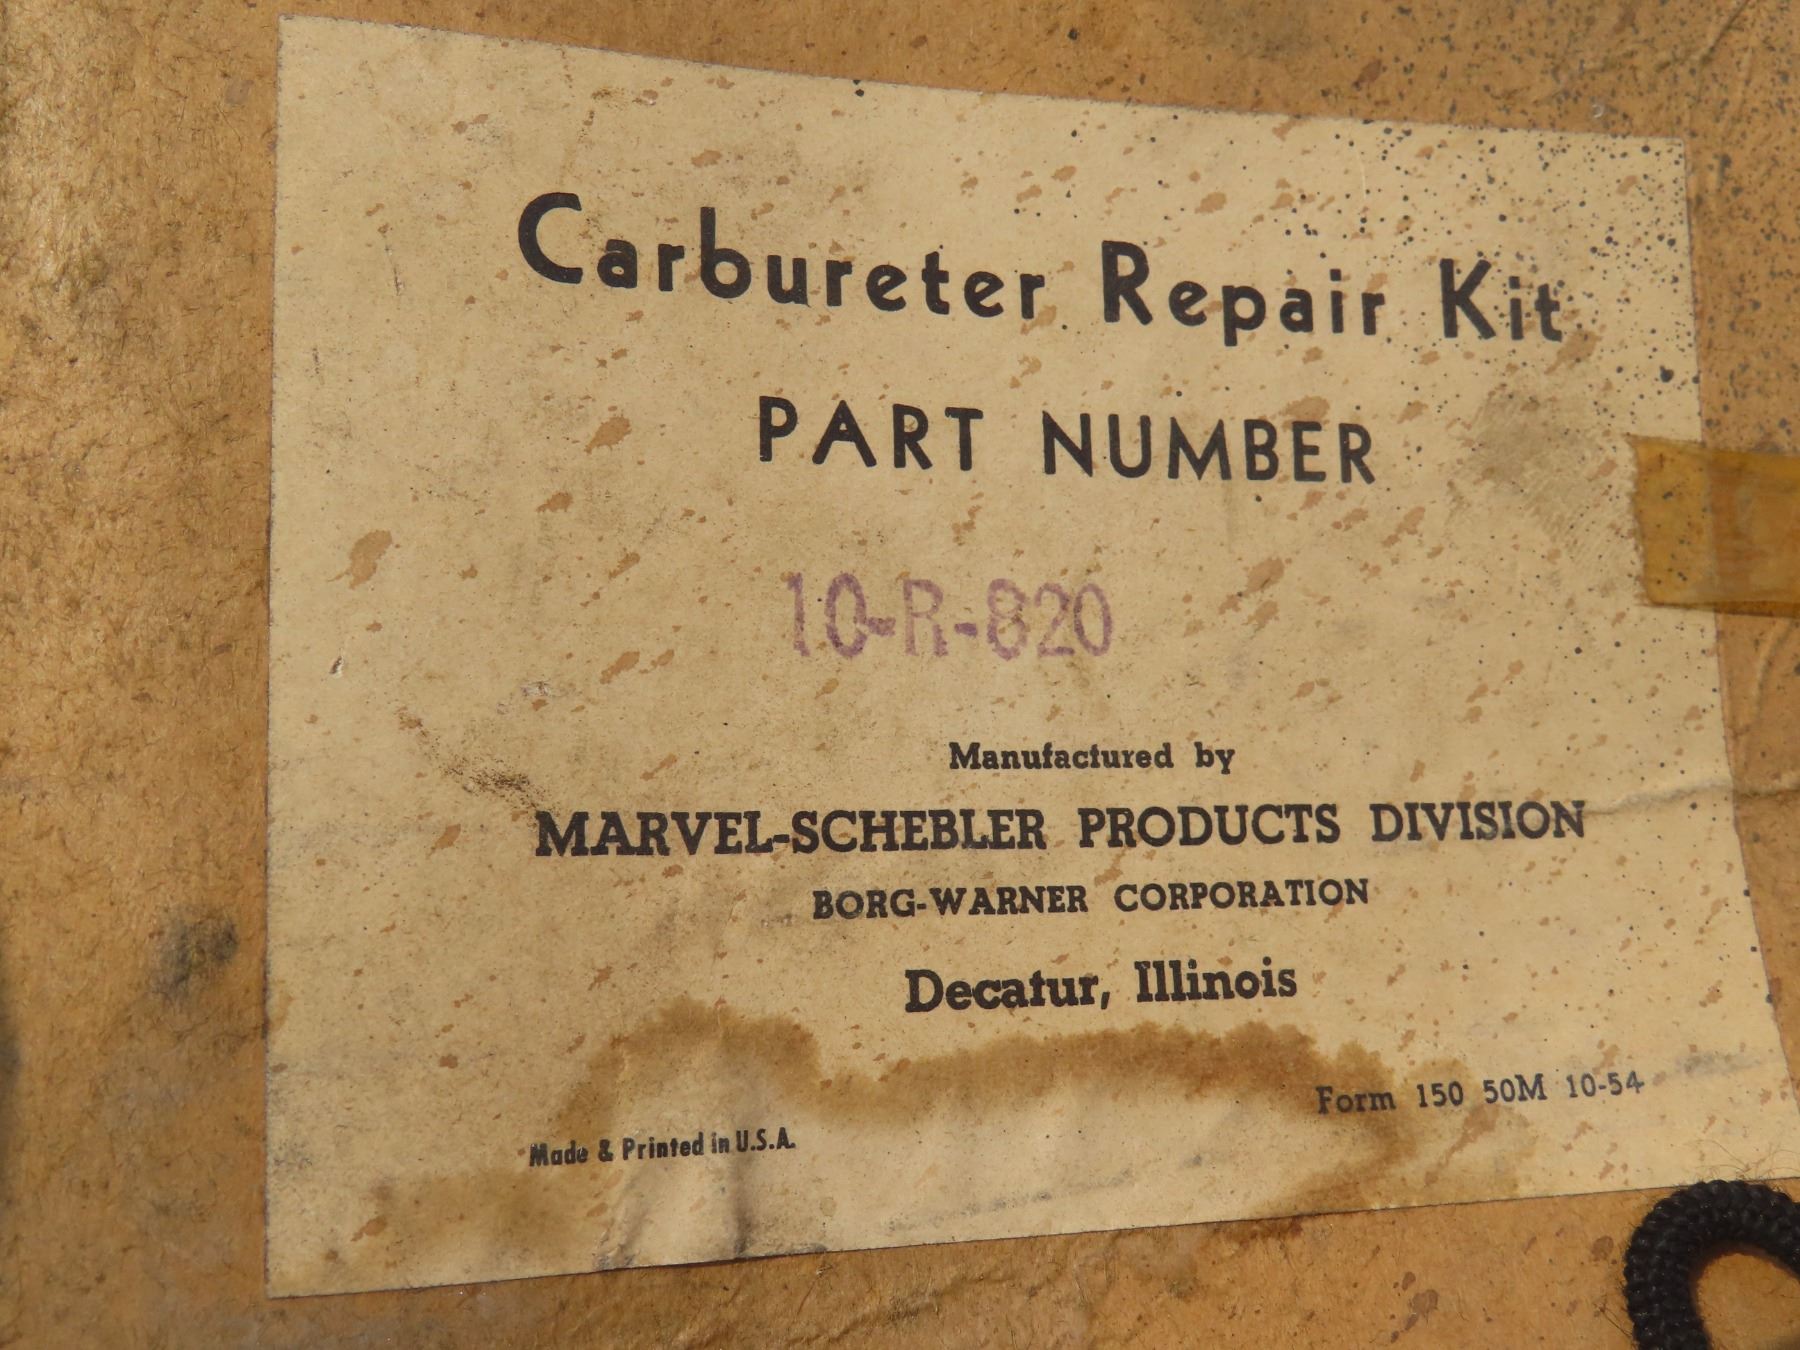 Carbureter Repair Kit
PART NUMBER
10-R-820
Manufactured by
MARVEL-SCHEBLER PRODUCTS DIVISION
BORG-WARNER CORPORATION
Decatur, Illinois
Form 150 50M 10-54
Made & Printed in U.S.A.